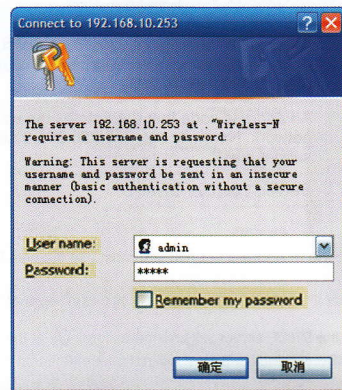 Connect to 192.168.10.253
The server 192.168.10.253 at ."Wireless-N
requires a username and password.
Warning: This server is requesting that your
username and password be sent in an insecure
manner (basic authentication without a secure
connection).
User name: admin
Password: *****
Remember my password
确定 取消